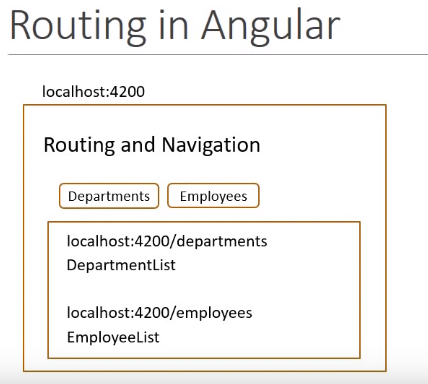 Routing in Angular
localhost:4200
Routing and Navigation
Departments Employees
localhost:4200/departments
DepartmentList
localhost:4200/employees
EmployeeList